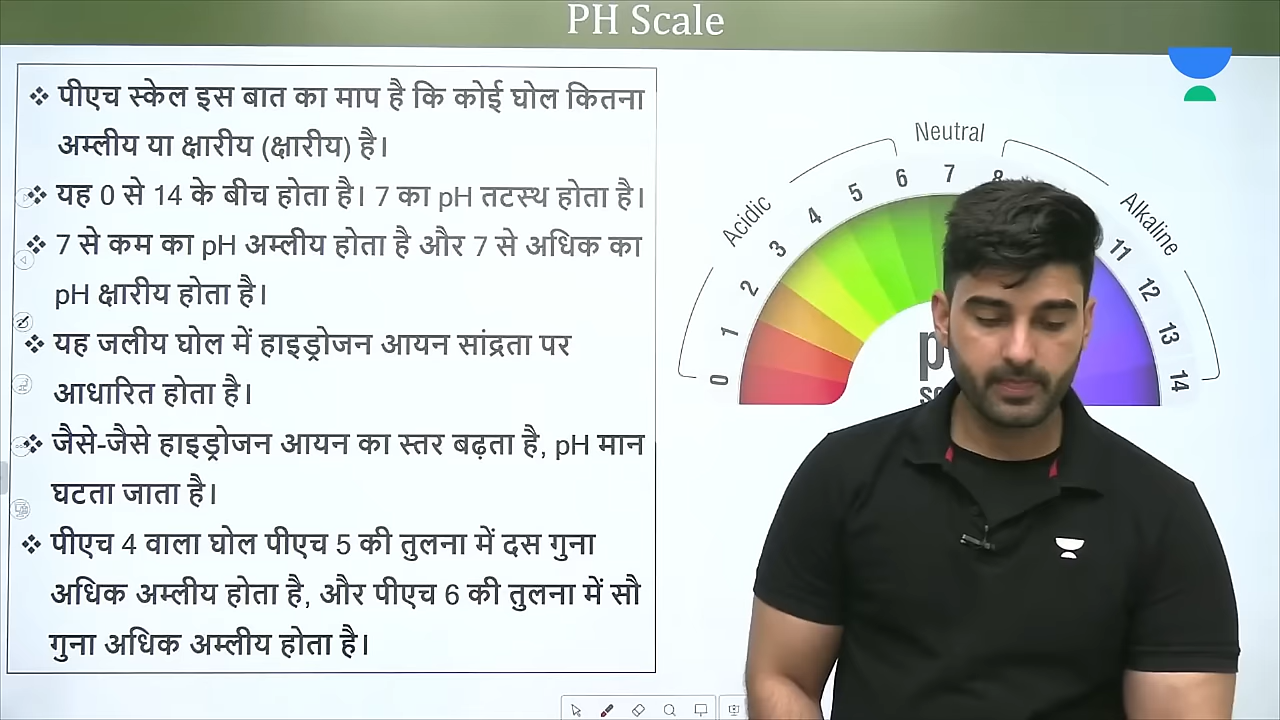 PH Scale
❖ पीएच स्केल इस बात का माप है कि कोई घोल कितना
अम्लीय या क्षारीय (क्षारीय) है।
❖ यह 0 से 14 के बीच होता है। 7 का pH तटस्थ होता है।
❖ 7 से कम का pH अम्लीय होता है और 7 से अधिक का
pH क्षारीय होता है।
❖ यह जलीय घोल में हाइड्रोजन आयन सांद्रता पर
आधारित होता है।
❖ जैसे-जैसे हाइड्रोजन आयन का स्तर बढ़ता है, pH मान
घटता जाता है।
❖ पीएच 4 वाला घोल पीएच 5 की तुलना में दस गुना
अधिक अम्लीय होता है, और पीएच 6 की तुलना में सौ
गुना अधिक अम्लीय होता है।
Neutral
Acidic
Alkaline
0
1
2
3
4
5
6
7
8
11
12
13
14